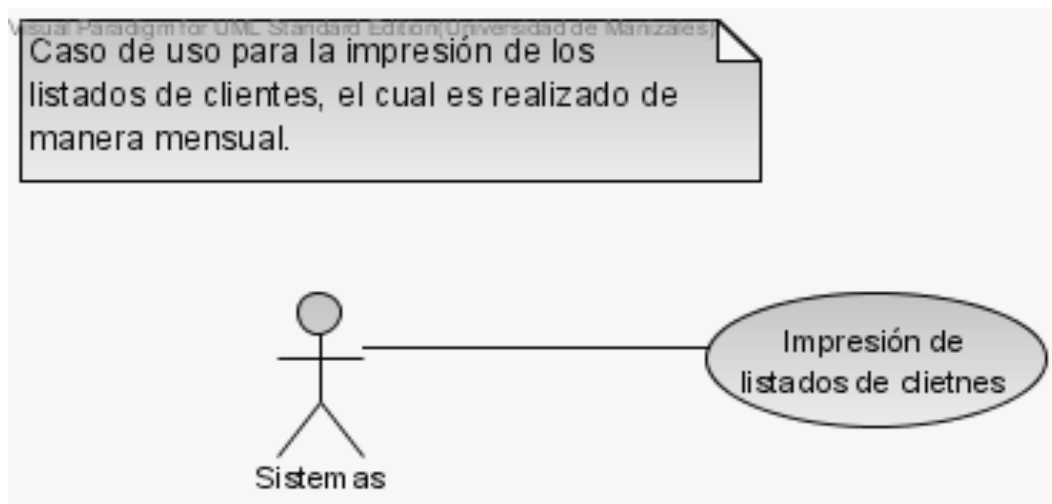 Visual Paradigm for UML Standard Edition(Universidad de Manizales)
Caso de uso para la impresión de los
listados de clientes, el cual es realizado de
manera mensual.
Impresión de
listados de clietnes
Sistemas